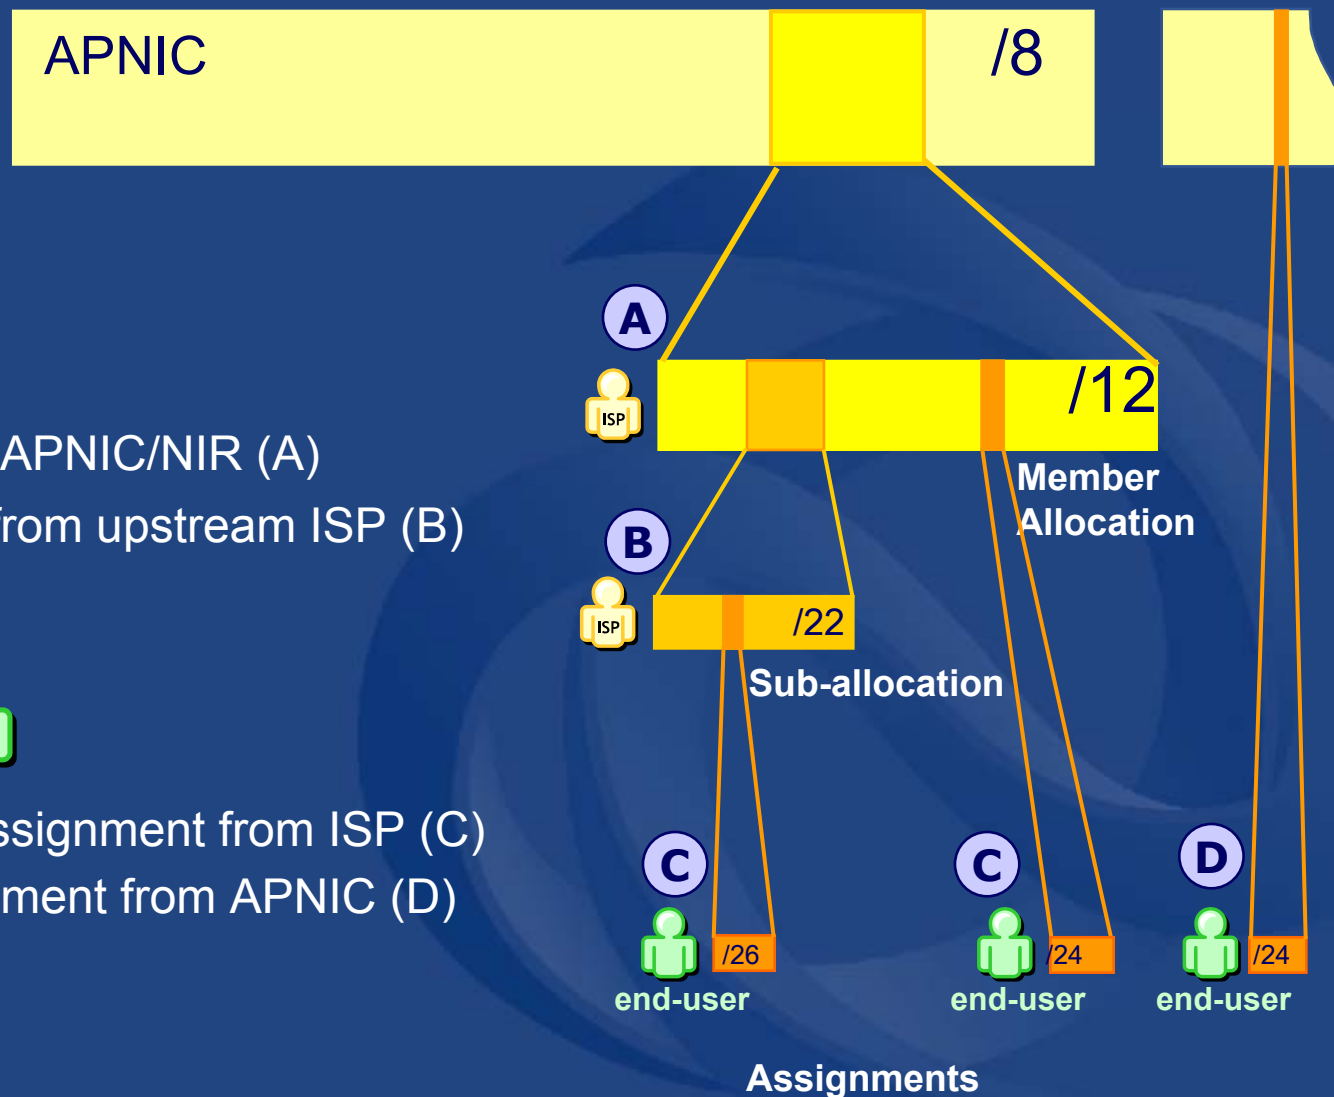 APNIC
/8
A
ISP
/12
APNIC/NIR (A)
Member
Allocation
from upstream ISP (B)
B
ISP
/22
Sub-allocation
ssignment from ISP (C)
ment from APNIC (D)
C
C
D
/26
/24
/24
end-user
end-user
end-user
Assignments